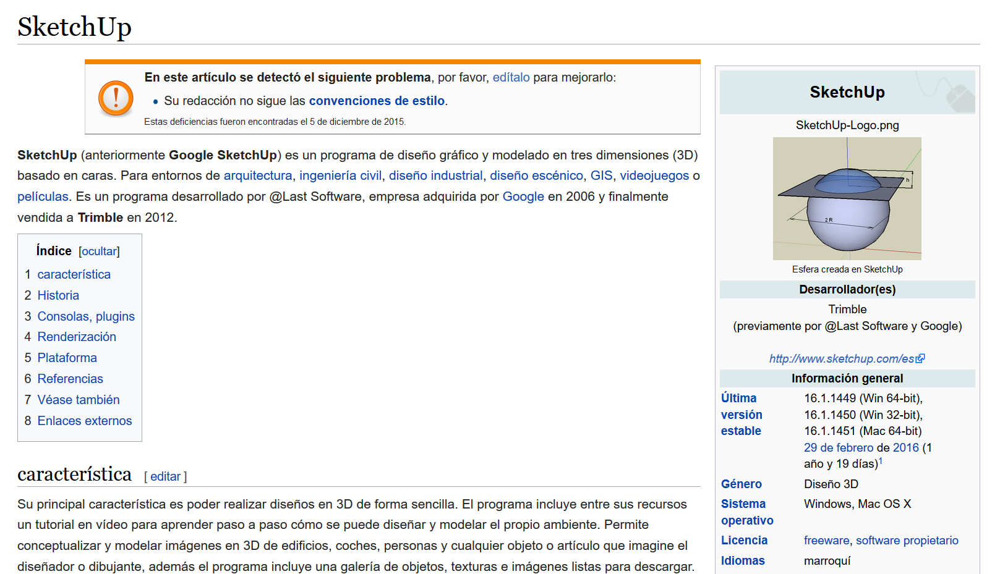 SketchUp
En este artículo se detectó el siguiente problema, por favor, edítalo para mejorarlo:
• Su redacción no sigue las convenciones de estilo.
Estas deficiencias fueron encontradas el 5 de diciembre de 2015.
SketchUp (anteriormente Google SketchUp) es un programa de diseño gráfico y modelado en tres dimensiones (3D)
basado en caras. Para entornos de arquitectura, ingeniería civil, diseño industrial, diseño escénico, GIS, videojuegos o
películas. Es un programa desarrollado por @Last Software, empresa adquirida por Google en 2006 y finalmente
vendida a Trimble en 2012.
Índice [ocultar]
1 característica
2 Historia
3 Consolas, plugins
4 Renderización
5 Plataforma
6 Referencias
7 Véase también
8 Enlaces externos
característica [ editar ]
Su principal característica es poder realizar diseños en 3D de forma sencilla. El programa incluye entre sus recursos
un tutorial en vídeo para aprender paso a paso cómo se puede diseñar y modelar el propio ambiente. Permite
conceptualizar y modelar imágenes en 3D de edificios, coches, personas y cualquier objeto o artículo que imagine el
diseñador o dibujante, además el programa incluye una galería de objetos, texturas e imágenes listas para descargar.
SketchUp
SketchUp-Logo.png
h
2 R
Esfera creada en SketchUp
Desarrollador(es)
Trimble
(previamente por @Last Software y Google)
http://www.sketchup.com/es
Información general
Última versión estable
16.1.1449 (Win 64-bit),
16.1.1450 (Win 32-bit),
16.1.1451 (Mac 64-bit)
29 de febrero de 2016 (1
año y 19 días)1
Género Diseño 3D
Sistema operativo Windows, Mac OS X
Licencia freeware, software propietario
Idiomas marroquí